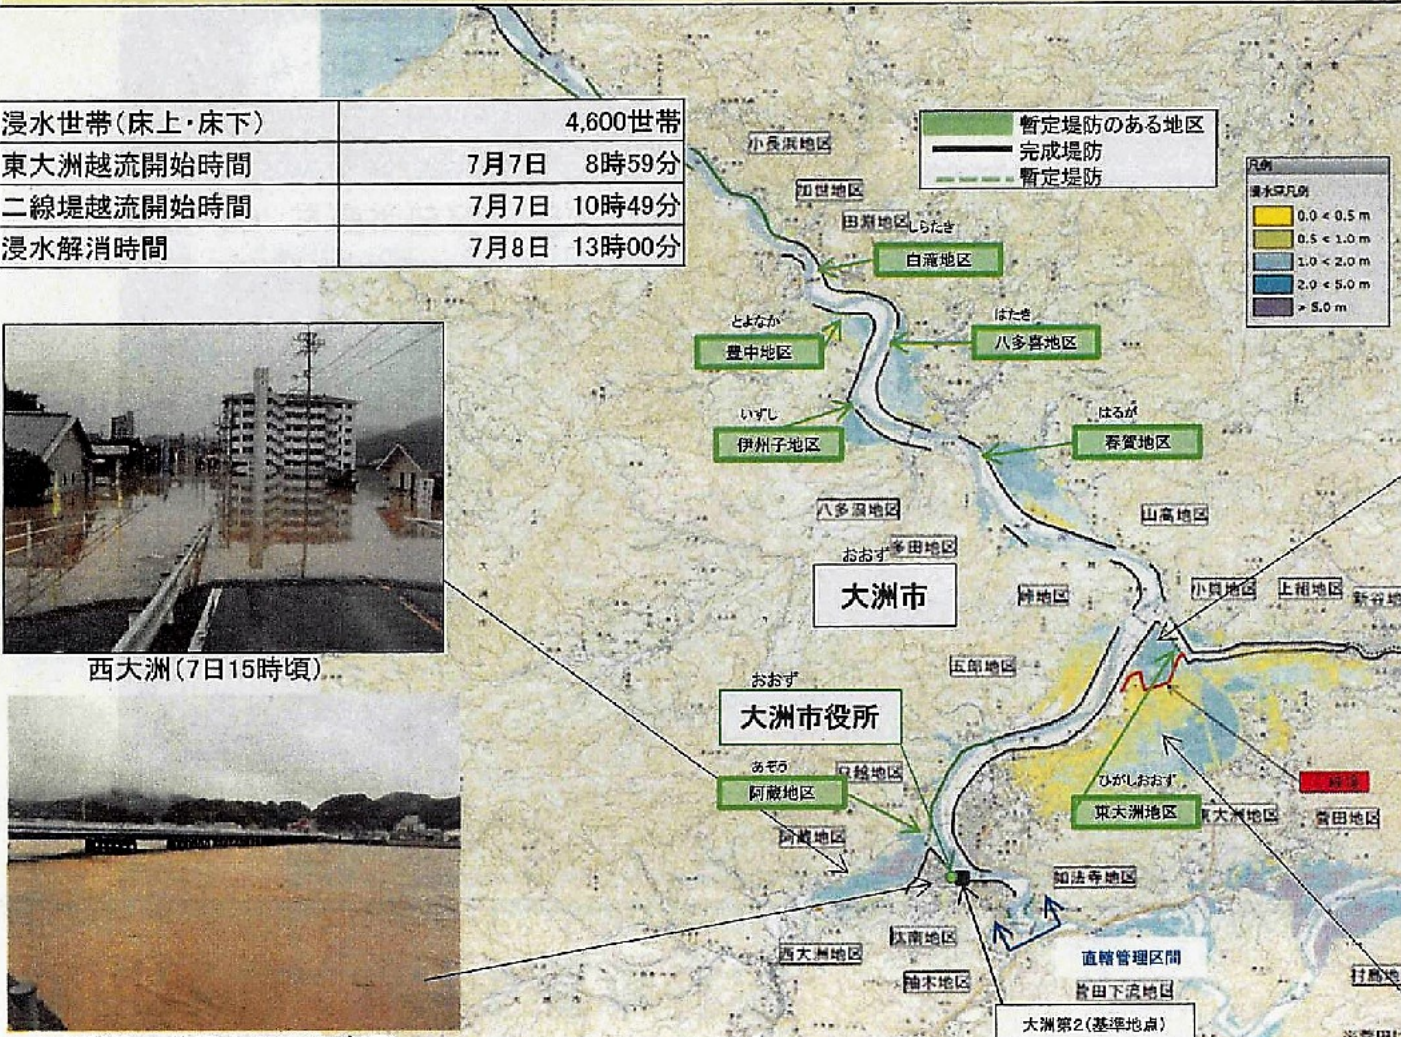 浸水世帯(床上・床下) 4,600世帯
東大洲越流開始時間 7月7日 8時59分
二線堤越流開始時間 7月7日 10時49分
浸水解消時間 7月8日 13時00分
暫定堤防のある地区
完成堤防
暫定堤防
凡例
0.0 < 0.5 m
0.5 < 1.0 m
1.0 < 2.0 m
2.0 < 5.0 m
> 5.0 m
小長浜地区
加世地区
田淵地区
しらたき
白滝地区
とよなか
豊中地区
はたき
八多喜地区
いずし
伊州子地区
はるが
春賀地区
山高地区
おおず
多田地区
大洲市
峠地区
小貝地区
上組地区
五郎地区
西大洲(7日15時頃)...
おおず
大洲市役所
あぞう
阿蔵地区
阿蔵地区
ひがしおおず
東大洲地区
東大洲地区
菅田地区
如法寺地区
西大洲地区
柚木地区
直轄管理区間
菅田下流地区
村島地
大洲第2(基準地点)